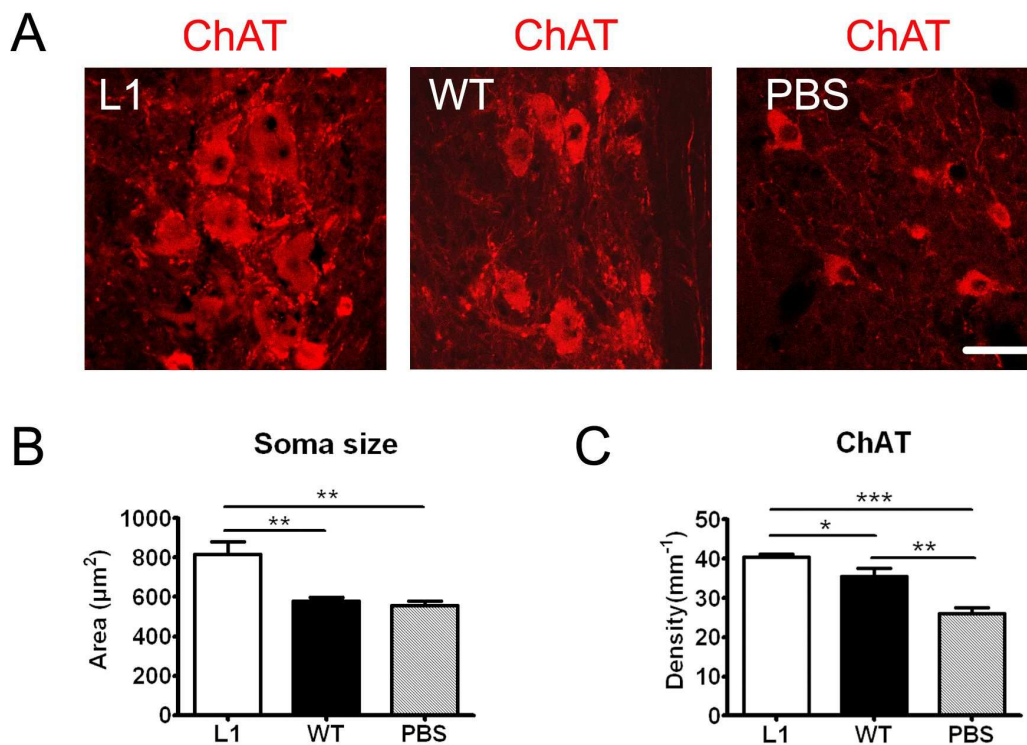 A
ChAT ChAT ChAT
L1 WT PBS
B
Soma size
**
**
1000
800
600
400
200
0
Area (µm²)
L1 WT PBS
C
ChAT
***
*
**
50
40
30
20
10
0
Density(mm⁻¹)
L1 WT PBS